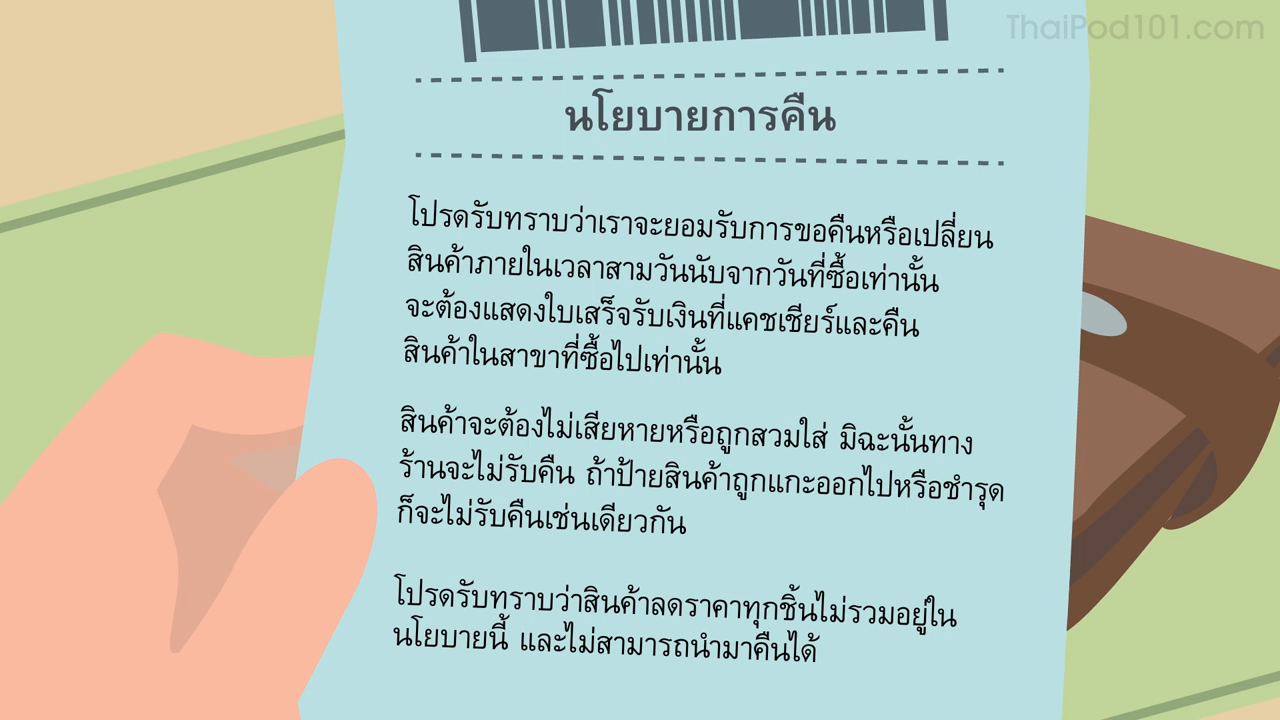 ThaiPod101.com
นโยบายการคืน
โปรดรับทราบว่าเราจะยอมรับการขอคืนหรือเปลี่ยน
สินค้าภายในเวลาสามวันนับจากวันที่ซื้อเท่านั้น
จะต้องแสดงใบเสร็จรับเงินที่แคชเชียร์และคืน
สินค้าในสาขาที่ซื้อไปเท่านั้น
สินค้าจะต้องไม่เสียหายหรือถูกสวมใส่ มิฉะนั้นทาง
ร้านจะไม่รับคืน ถ้าป้ายสินค้าถูกแกะออกไปหรือชำรุด
ก็จะไม่รับคืนเช่นเดียวกัน
โปรดรับทราบว่าสินค้าลดราคาทุกชิ้นไม่รวมอยู่ใน
นโยบายนี้ และไม่สามารถนำมาคืนได้